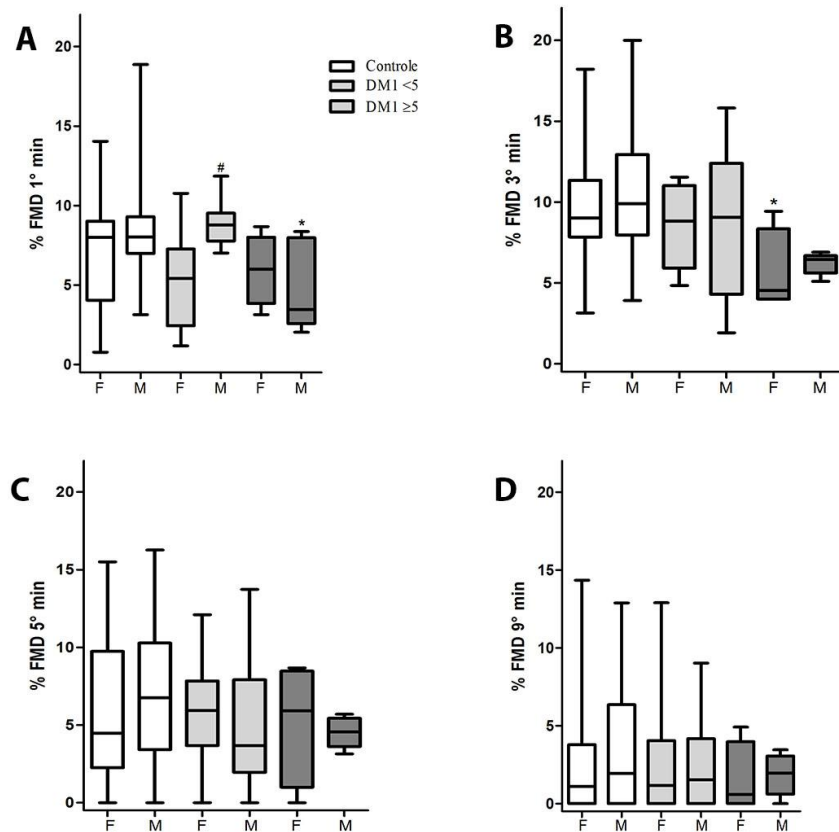 A
% FMD 1° min
20
15
10
5
0
#
*
F M F M F M
Controle
DM1 <5
DM1 ≥5
B
% FMD 3° min
20
15
10
5
0
*
F M F M F M
C
% FMD 5° min
20
15
10
5
0
F M F M F M
D
% FMD 9° min
20
15
10
5
0
F M F M F M